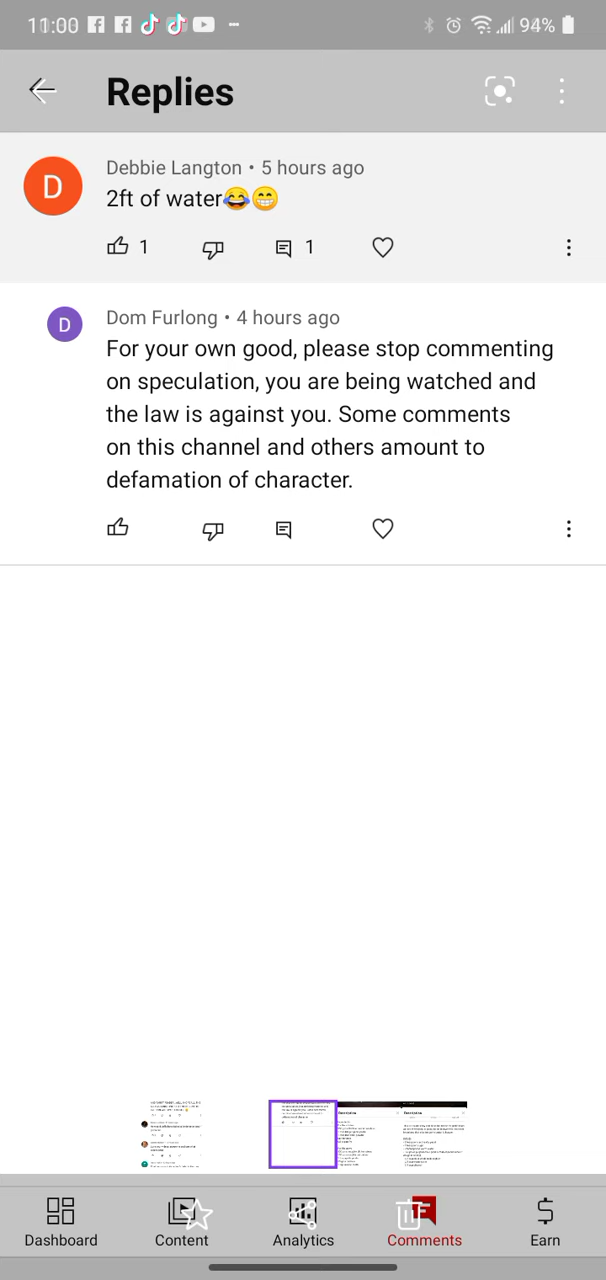 11:00
94%
Replies
Debbie Langton • 5 hours ago
D
2ft of water😂😁
1
1
Dom Furlong • 4 hours ago
D
For your own good, please stop commenting
on speculation, you are being watched and
the law is against you. Some comments
on this channel and others amount to
defamation of character.
Dashboard
Content
Analytics
Comments
Earn